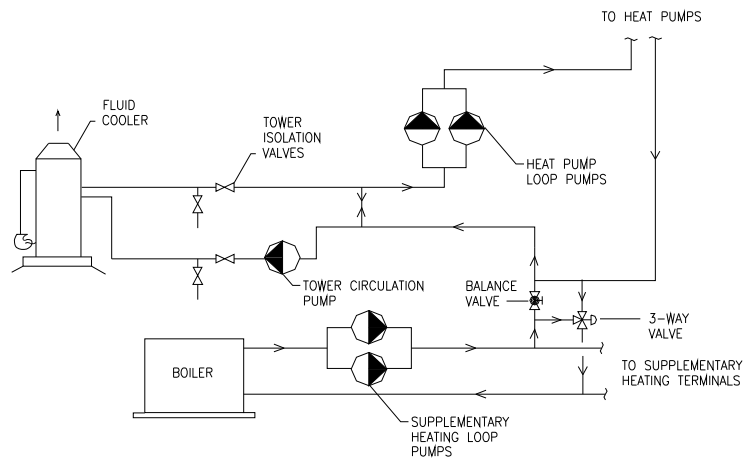 TO HEAT PUMPS
FLUID
COOLER
TOWER
ISOLATION
VALVES
HEAT PUMP
LOOP PUMPS
TOWER CIRCULATION
PUMP
BALANCE
VALVE
3-WAY
VALVE
BOILER
TO SUPPLEMENTARY
HEATING TERMINALS
SUPPLEMENTARY
HEATING LOOP
PUMPS